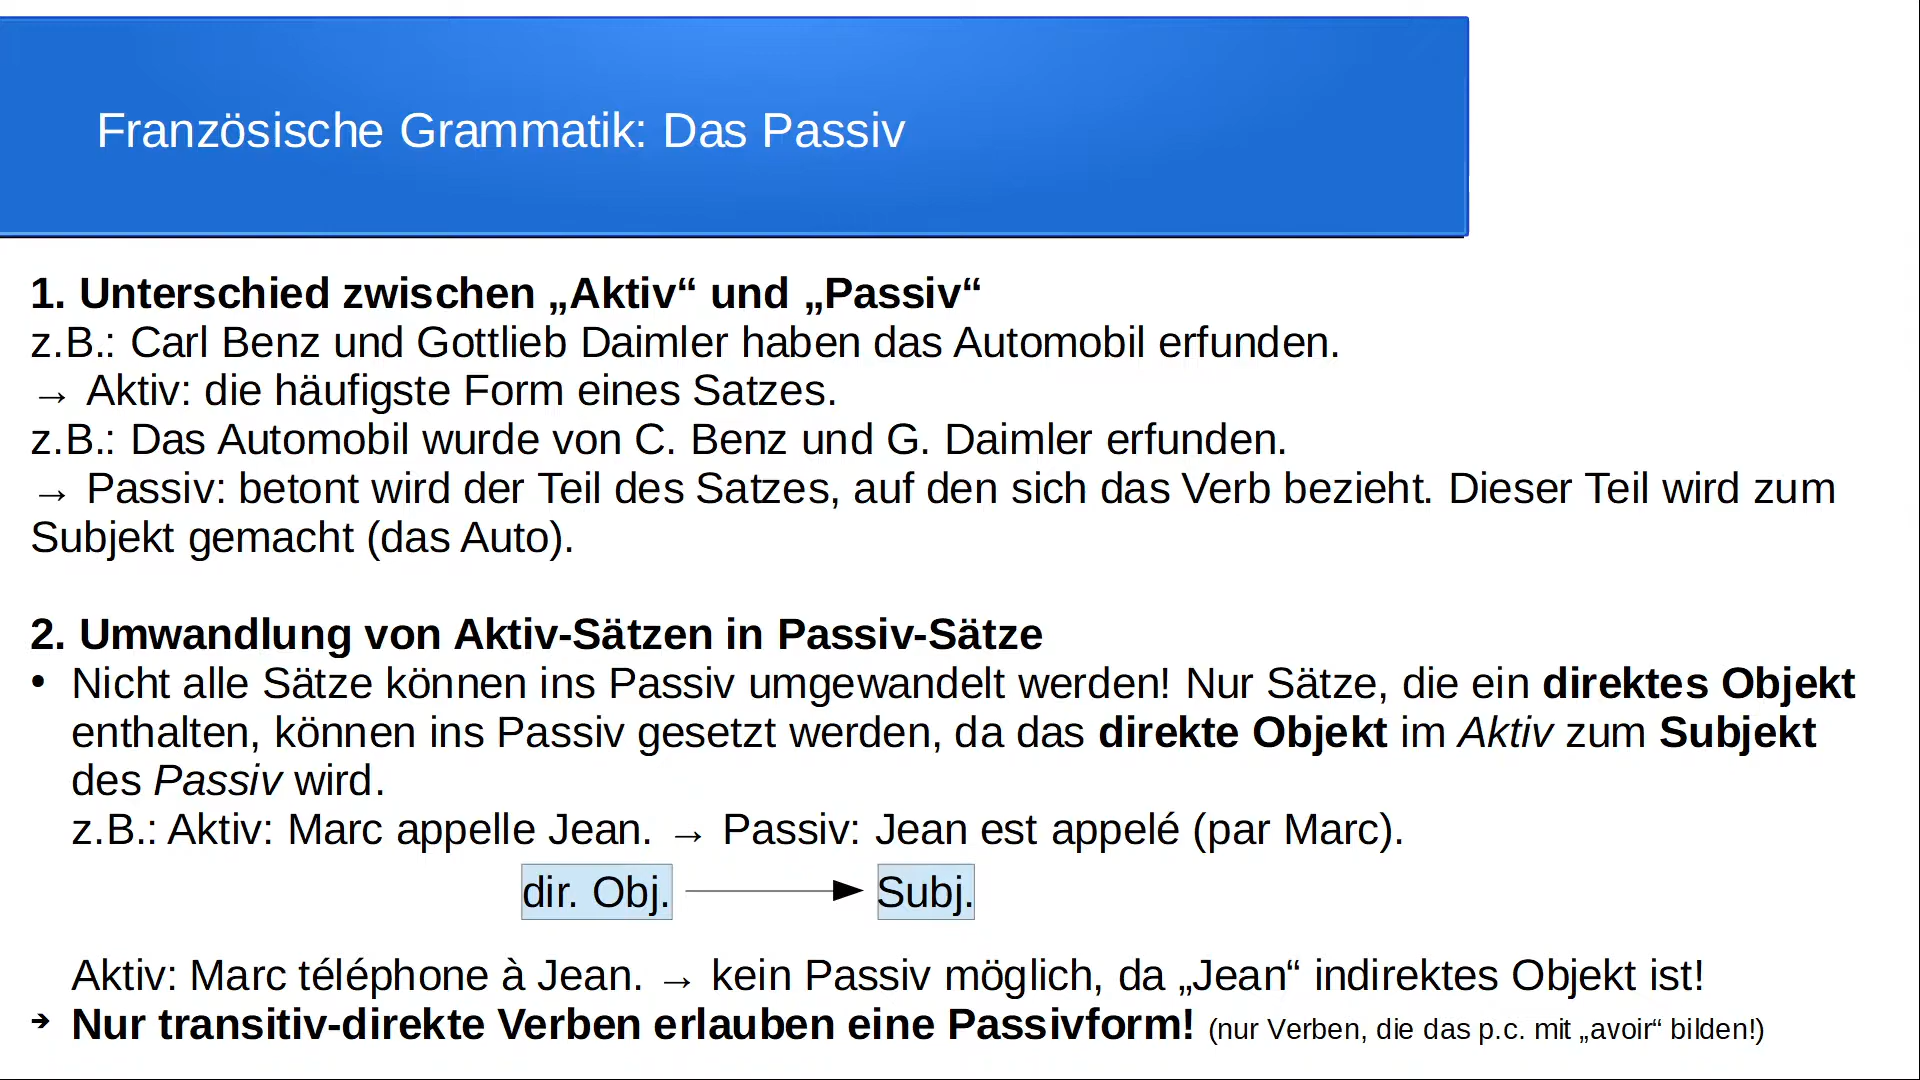 Französische Grammatik: Das Passiv
1. Unterschied zwischen „Aktiv“ und „Passiv“
z.B.: Carl Benz und Gottlieb Daimler haben das Automobil erfunden.
→ Aktiv: die häufigste Form eines Satzes.
z.B.: Das Automobil wurde von C. Benz und G. Daimler erfunden.
→ Passiv: betont wird der Teil des Satzes, auf den sich das Verb bezieht. Dieser Teil wird zum
Subjekt gemacht (das Auto).
2. Umwandlung von Aktiv-Sätzen in Passiv-Sätze
• Nicht alle Sätze können ins Passiv umgewandelt werden! Nur Sätze, die ein direktes Objekt
enthalten, können ins Passiv gesetzt werden, da das direkte Objekt im Aktiv zum Subjekt
des Passiv wird.
z.B.: Aktiv: Marc appelle Jean. → Passiv: Jean est appelé (par Marc).
dir. Obj. → Subj.
Aktiv: Marc téléphone à Jean. → kein Passiv möglich, da „Jean“ indirektes Objekt ist!
➔ Nur transitiv-direkte Verben erlauben eine Passivform! (nur Verben, die das p.c. mit „avoir“ bilden!)